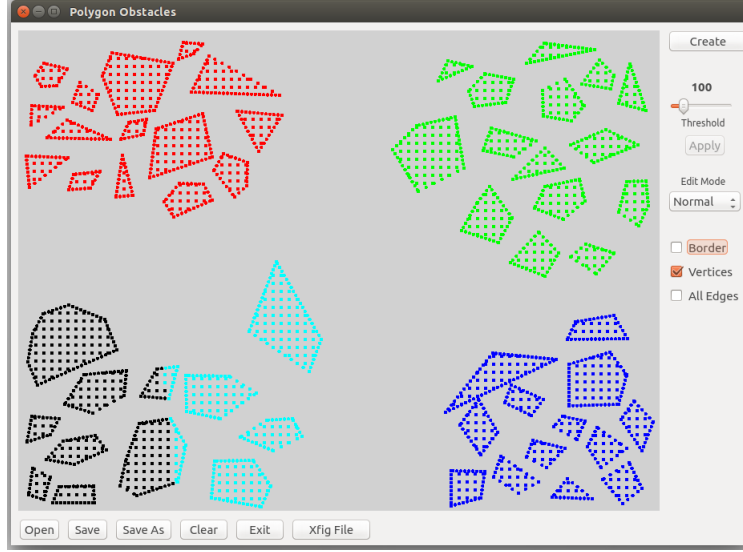 Polygon Obstacles
Create
100
Threshold
Apply
Edit Mode
Normal
Border
Vertices
All Edges
Open Save Save As Clear Exit Xfig File